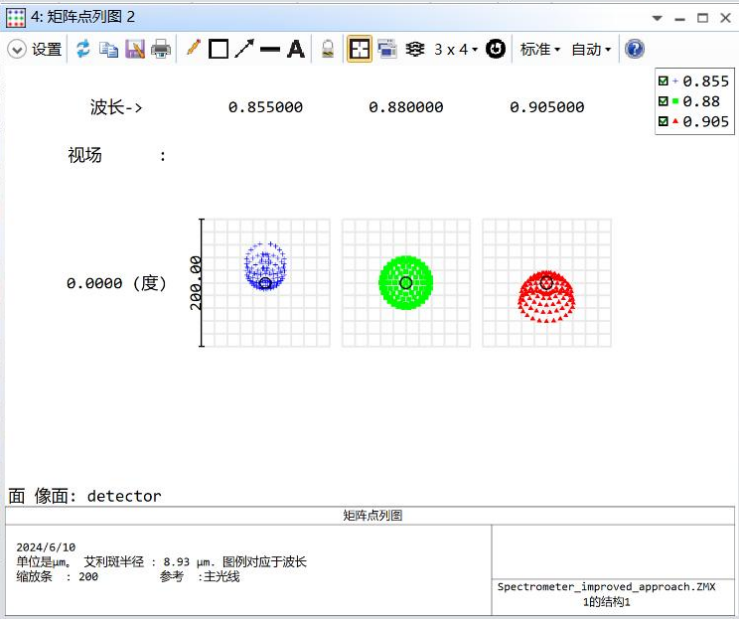 4: 矩阵点列图 2
设置 A 3 x 4 标准 自动
0.855
波长-> 0.855000 0.880000 0.905000
0.88
0.905
视场 :
0.0000 (度)
200.00
面 像面: detector
矩阵点列图
2024/6/10
单位是µm。 艾利斑半径 : 8.93 µm. 图例对应于波长
缩放条 : 200 参考 :主光线
Spectrometer_improved_approach.ZMX
1的结构1